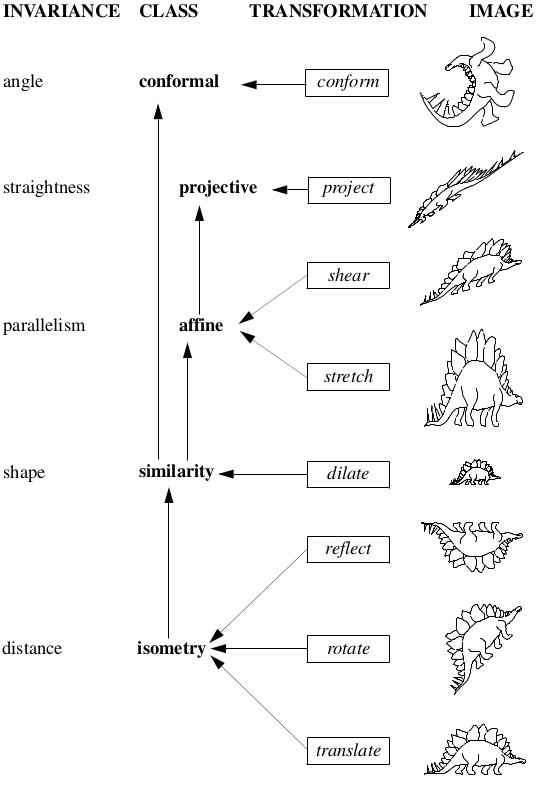 INVARIANCE CLASS TRANSFORMATION IMAGE
angle conformal conform
straightness projective project
shear
parallelism affine
stretch
shape similarity dilate
reflect
distance isometry rotate
translate